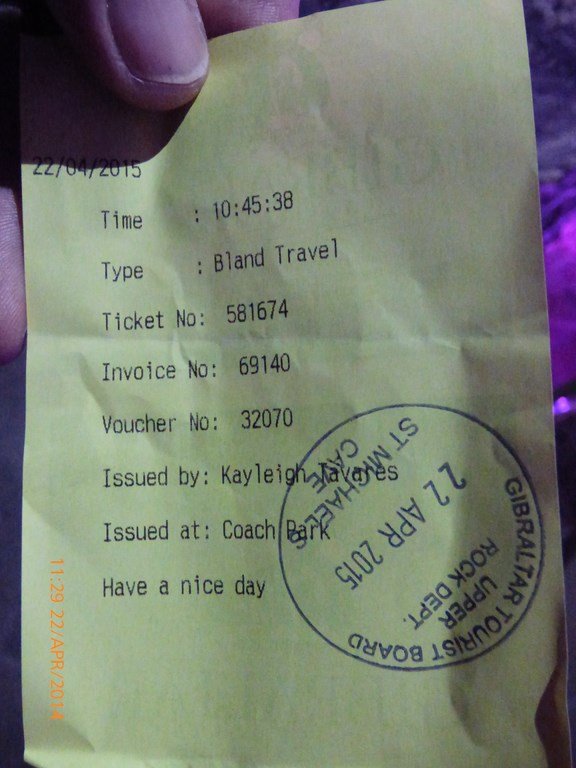 22/04/2015
Time : 10:45:38
Type : Bland Travel
Ticket No: 581674
Invoice No: 69140
Voucher No: 32070
Issued by: Kayleigh Tavares
Issued at: Coach Park
Have a nice day
ST MICHAEL'S
CAVE
22 APR 2015
UPPER
ROCK DEPT.
GIBRALTAR TOURIST BOARD
11:29 22/APR/2014